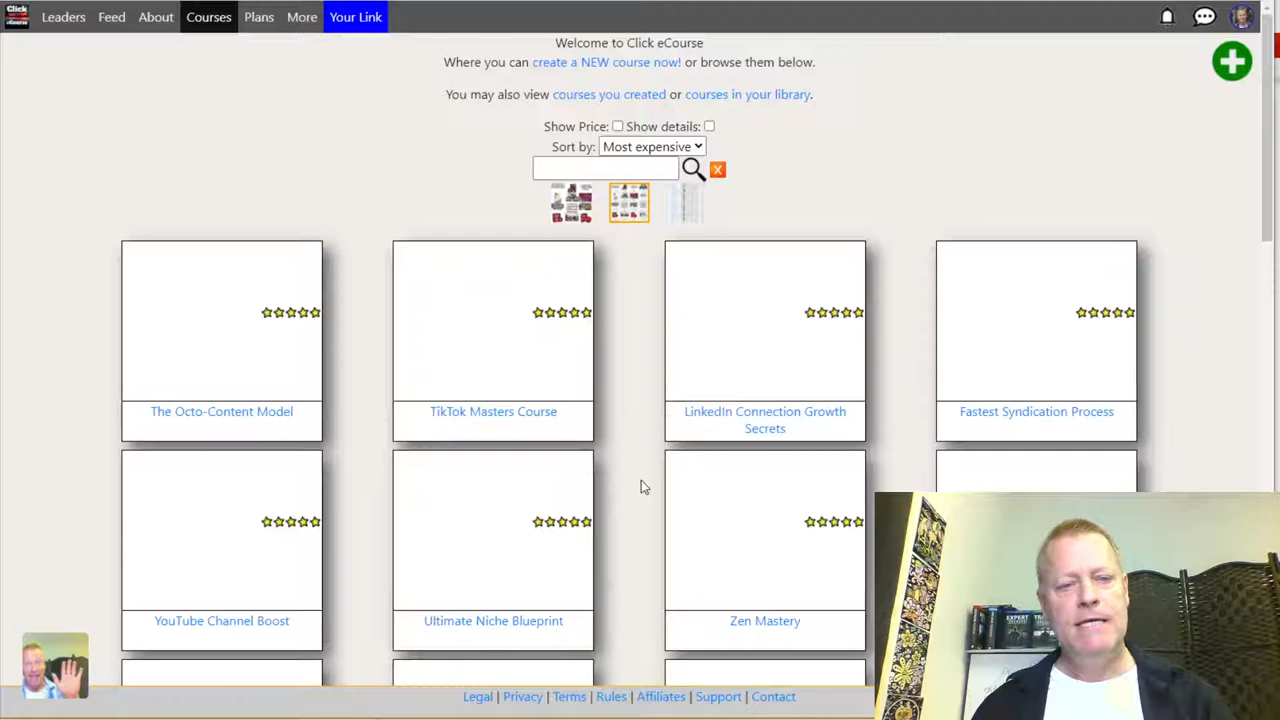 Click
eCourse
Leaders
Feed
About
Courses
Plans
More
Your Link
Welcome to Click eCourse
Where you can create a NEW course now! or browse them below.
You may also view courses you created or courses in your library.
Show Price: Show details:
Sort by: Most expensive
X
The Octo-Content Model
TikTok Masters Course
LinkedIn Connection Growth
Secrets
Fastest Syndication Process
YouTube Channel Boost
Ultimate Niche Blueprint
Zen Mastery
EXPERT
Legal | Privacy | Terms | Rules | Affiliates | Support | Contact